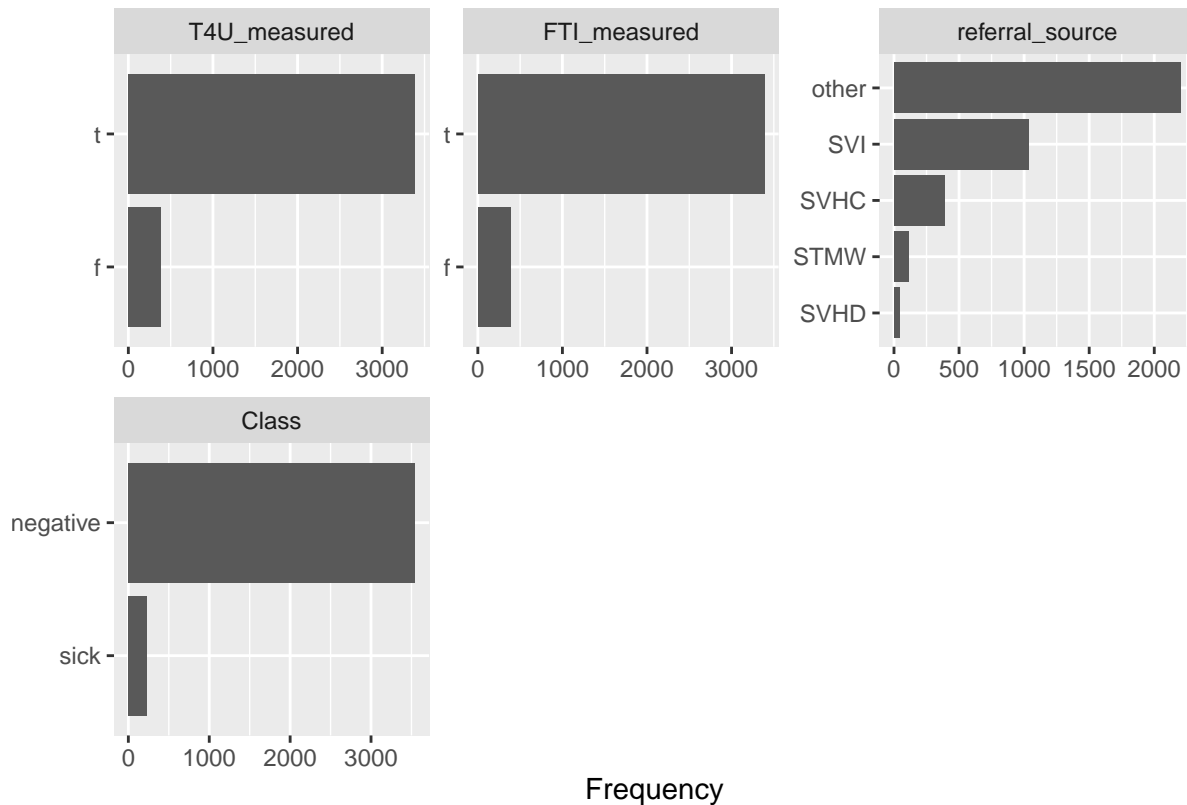 T4U_measured
t
f
0 1000 2000 3000
FTI_measured
t
f
0 1000 2000 3000
referral_source
other
SVI
SVHC
STMW
SVHD
0 500 1000 1500 2000
Class
negative
sick
0 1000 2000 3000
Frequency